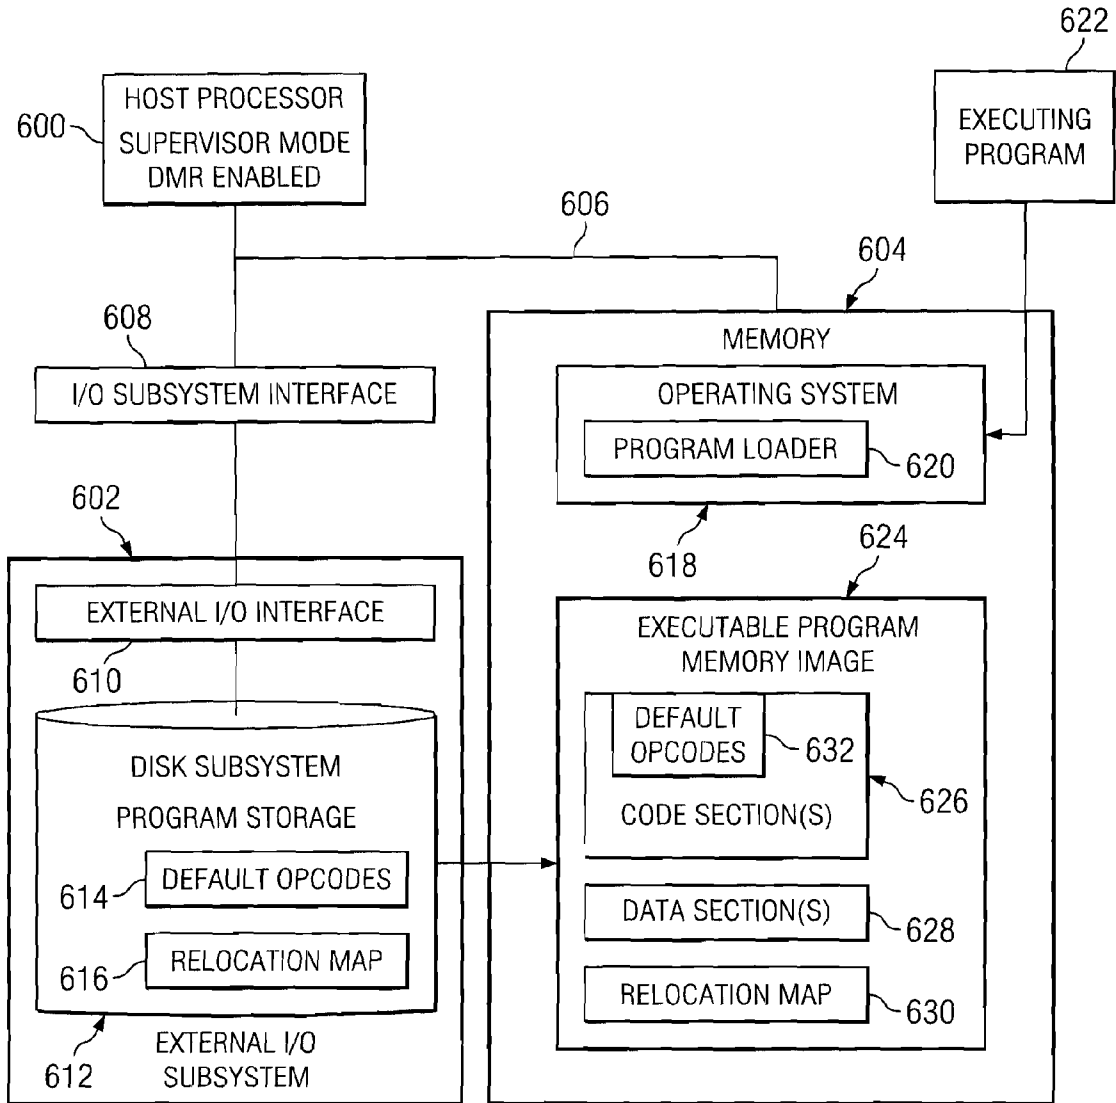 622
HOST PROCESSOR
SUPERVISOR MODE
DMR ENABLED
600
EXECUTING
PROGRAM
606
604
608
I/O SUBSYSTEM INTERFACE
MEMORY
OPERATING SYSTEM
PROGRAM LOADER
620
618
602
EXTERNAL I/O INTERFACE
610
DISK SUBSYSTEM
PROGRAM STORAGE
614
DEFAULT OPCODES
616
RELOCATION MAP
612
EXTERNAL I/O
SUBSYSTEM
624
EXECUTABLE PROGRAM
MEMORY IMAGE
DEFAULT
OPCODES
632
CODE SECTION(S)
626
DATA SECTION(S)
628
RELOCATION MAP
630